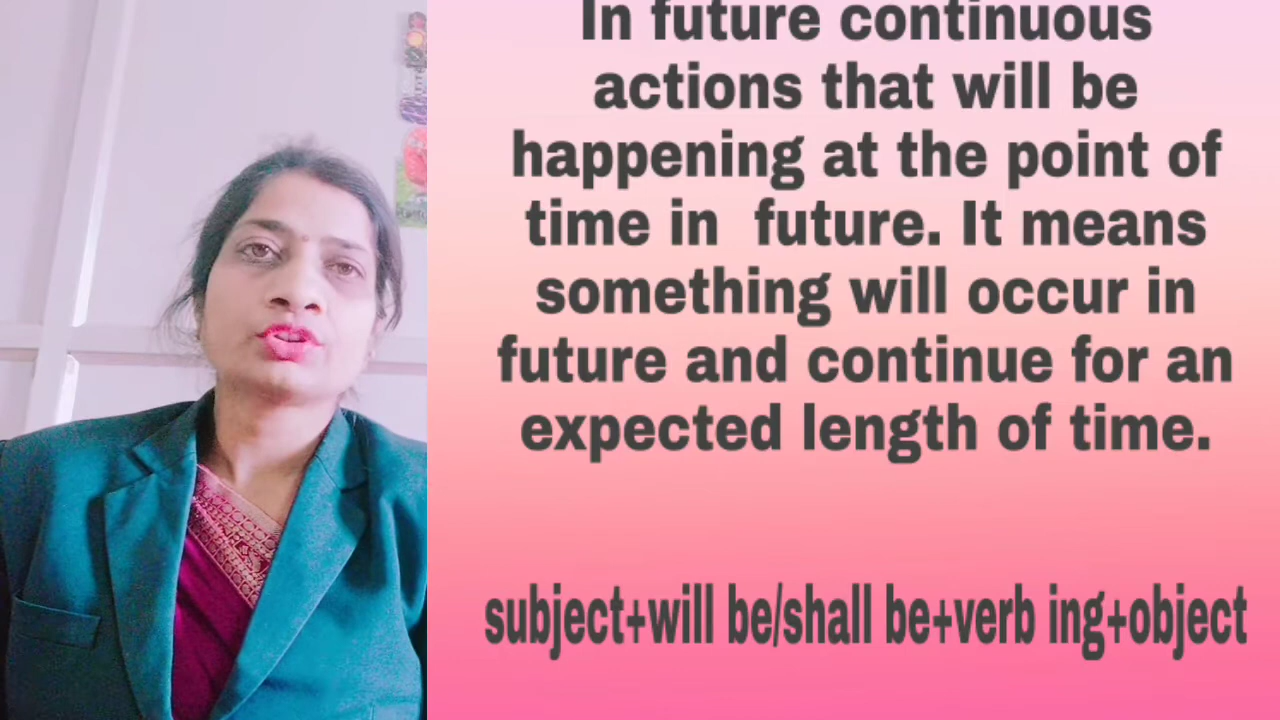 In future continuous
actions that will be
happening at the point of
time in  future. It means
something will occur in
future and continue for an
expected length of time.
subject+will be/shall be+verb ing+object